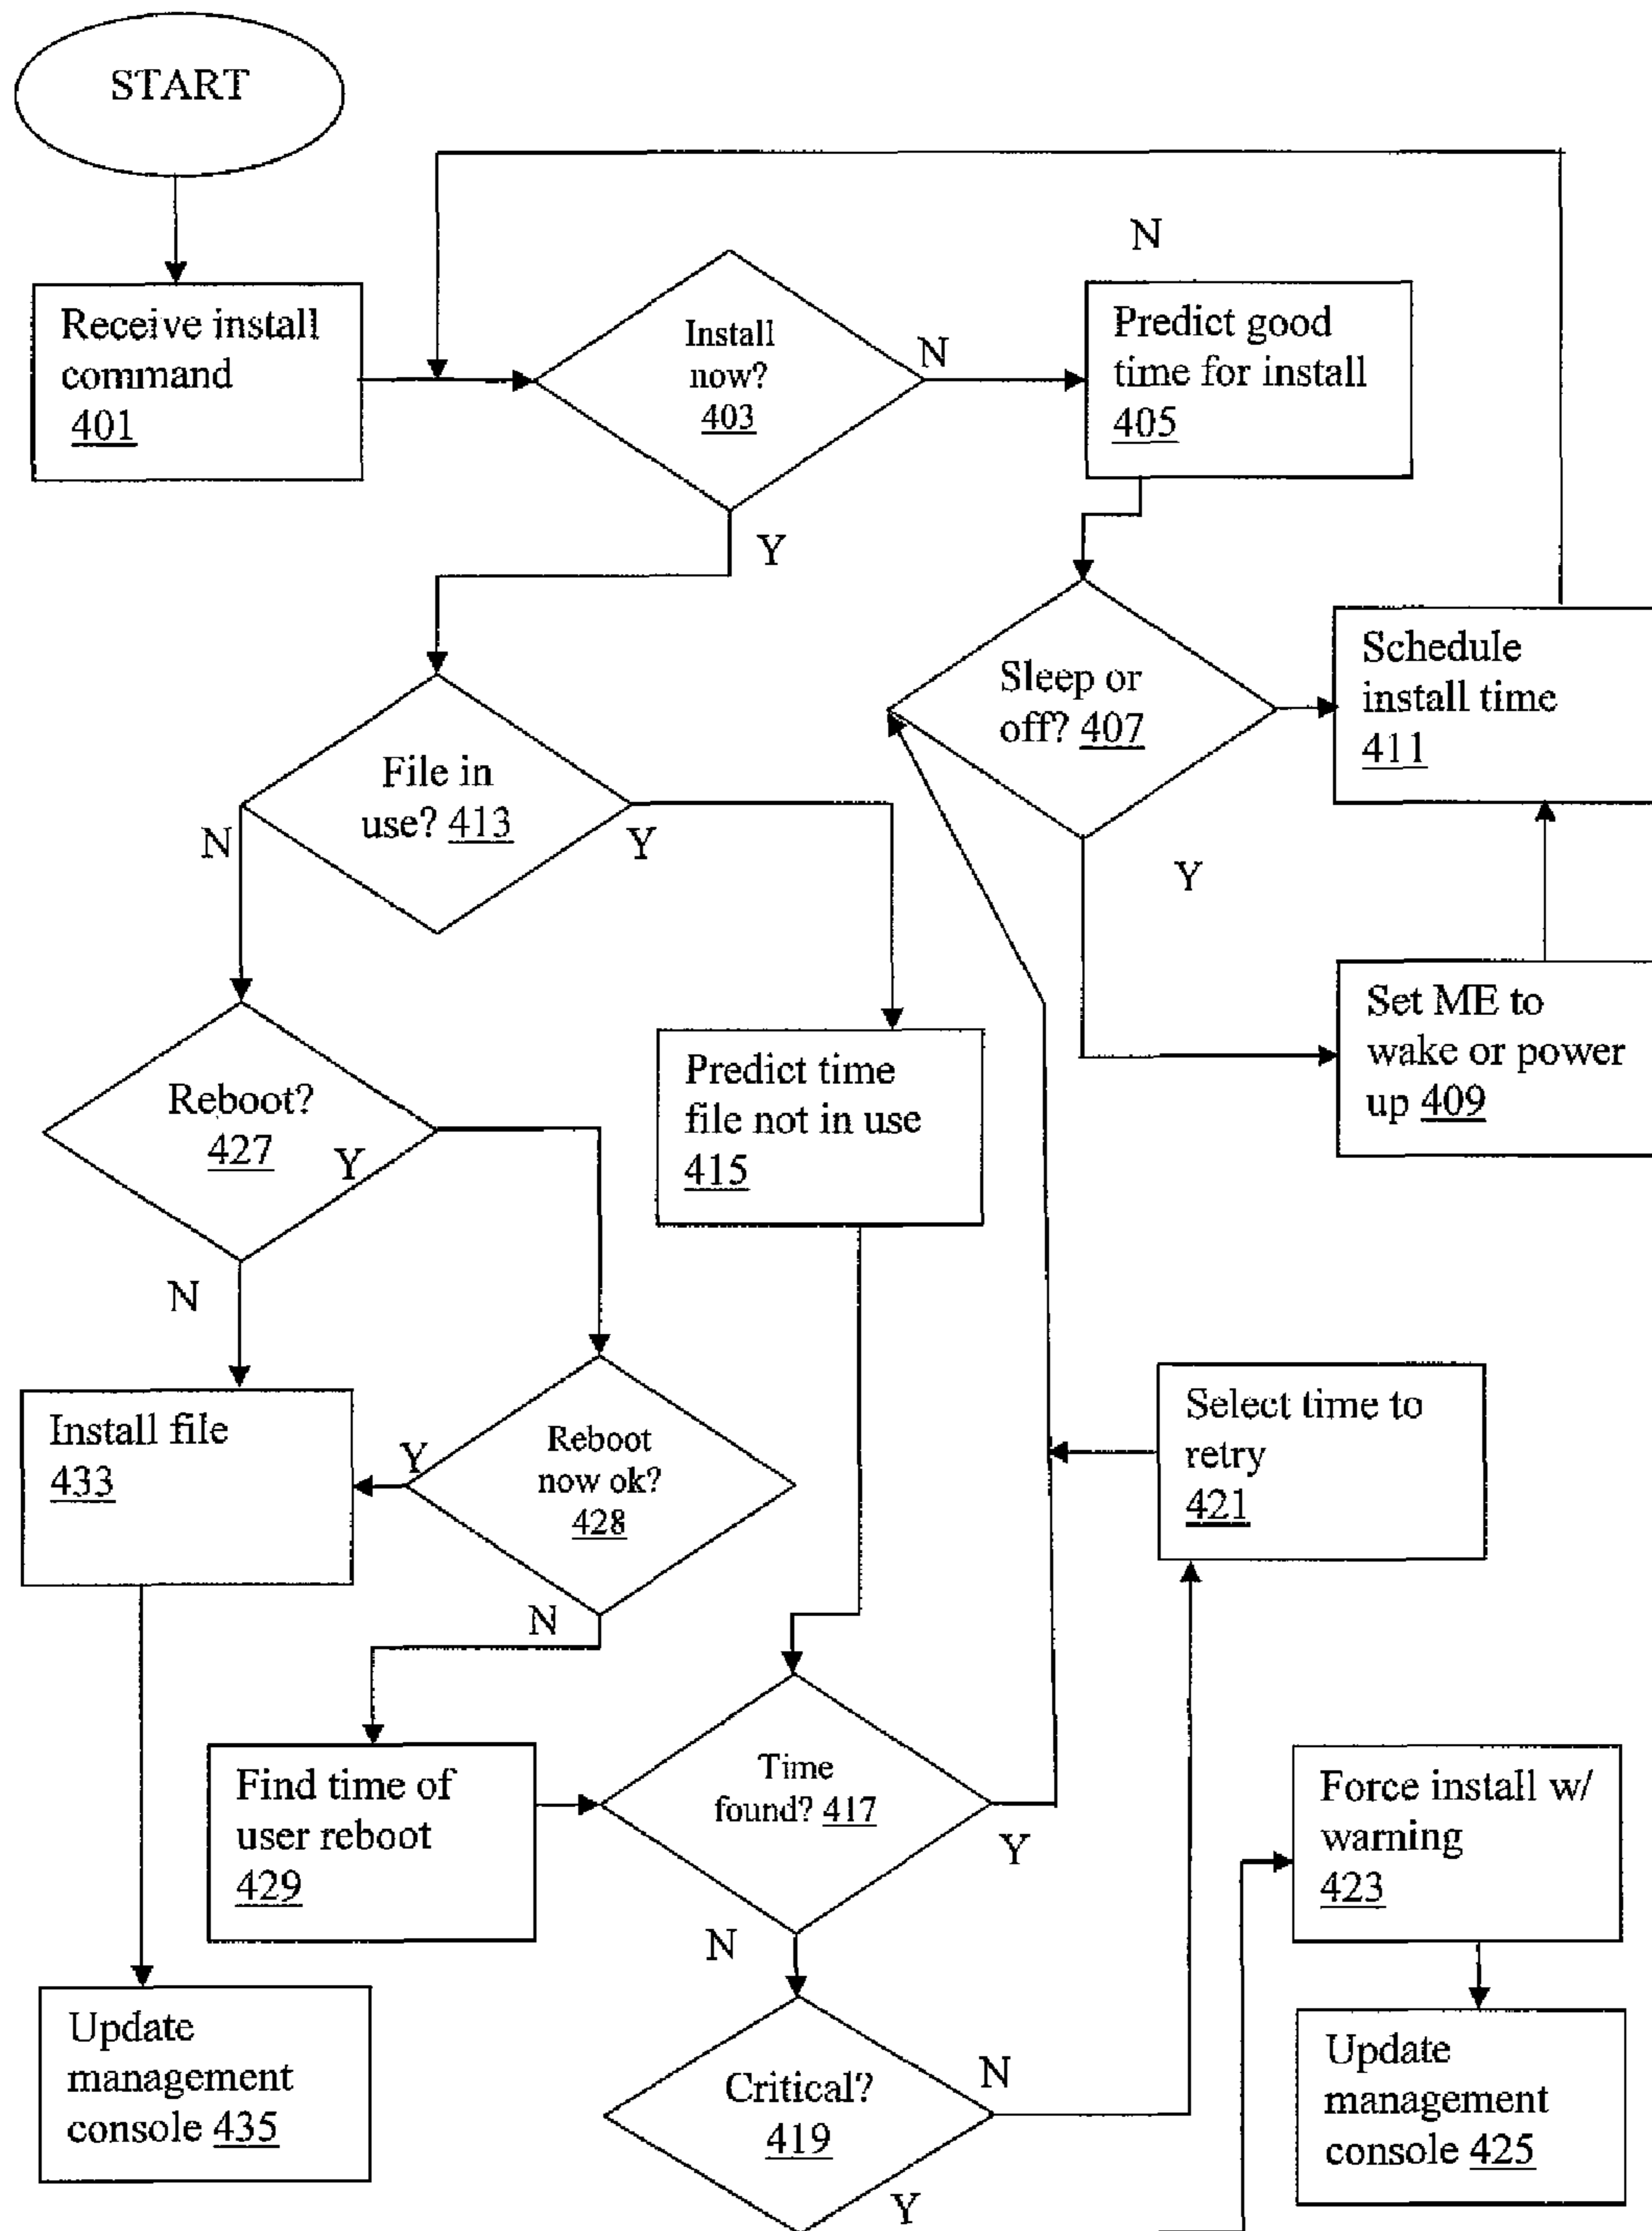 START
Receive install
command
401
Install
now?
403
N
N
Predict good
time for install
405
Y
Sleep or
off? 407
Schedule
install time
411
File in
use? 413
N
Y
Y
Set ME to
wake or power
up 409
Reboot?
427
Y
N
Predict time
file not in use
415
Install file
433
Y
Reboot
now ok?
428
N
Select time to
retry
421
Find time of
user reboot
429
Time
found? 417
Y
N
Force install w/
warning
423
Update
management
console 435
Critical?
419
N
Y
Update
management
console 425